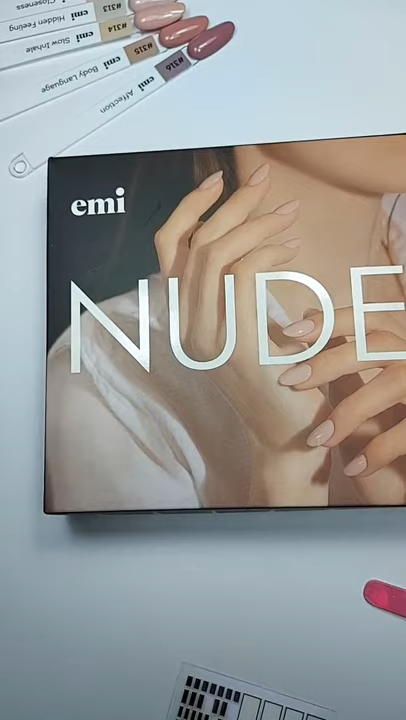 Closeness emi #313
Hidden Feeling emi #314
Slow Inhale emi #315
Body Language emi #316
Affection
emi
NUDE